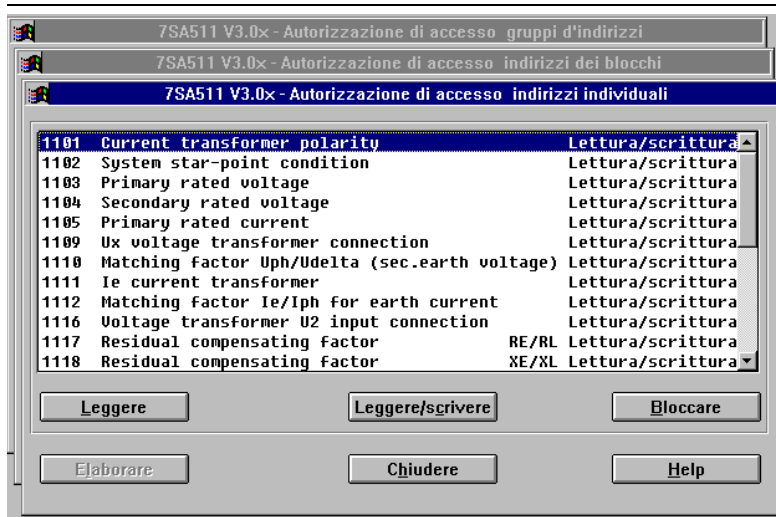 7SA511 V3.0x - Autorizzazione di accesso gruppi d'indirizzi
7SA511 V3.0x - Autorizzazione di accesso indirizzi dei blocchi
7SA511 V3.0x - Autorizzazione di accesso indirizzi individuali
1101 Current transformer polarity Lettura/scrittura
1102 System star-point condition Lettura/scrittura
1103 Primary rated voltage Lettura/scrittura
1104 Secondary rated voltage Lettura/scrittura
1105 Primary rated current Lettura/scrittura
1109 Ux voltage transformer connection Lettura/scrittura
1110 Matching factor Uph/Udelta (sec.earth voltage) Lettura/scrittura
1111 Ie current transformer Lettura/scrittura
1112 Matching factor Ie/Iph for earth current Lettura/scrittura
1116 Voltage transformer U2 input connection Lettura/scrittura
1117 Residual compensating factor RE/RL Lettura/scrittura
1118 Residual compensating factor XE/XL Lettura/scrittura
Leggere Leggere/scrivere Bloccare
Elaborare Chiudere Help